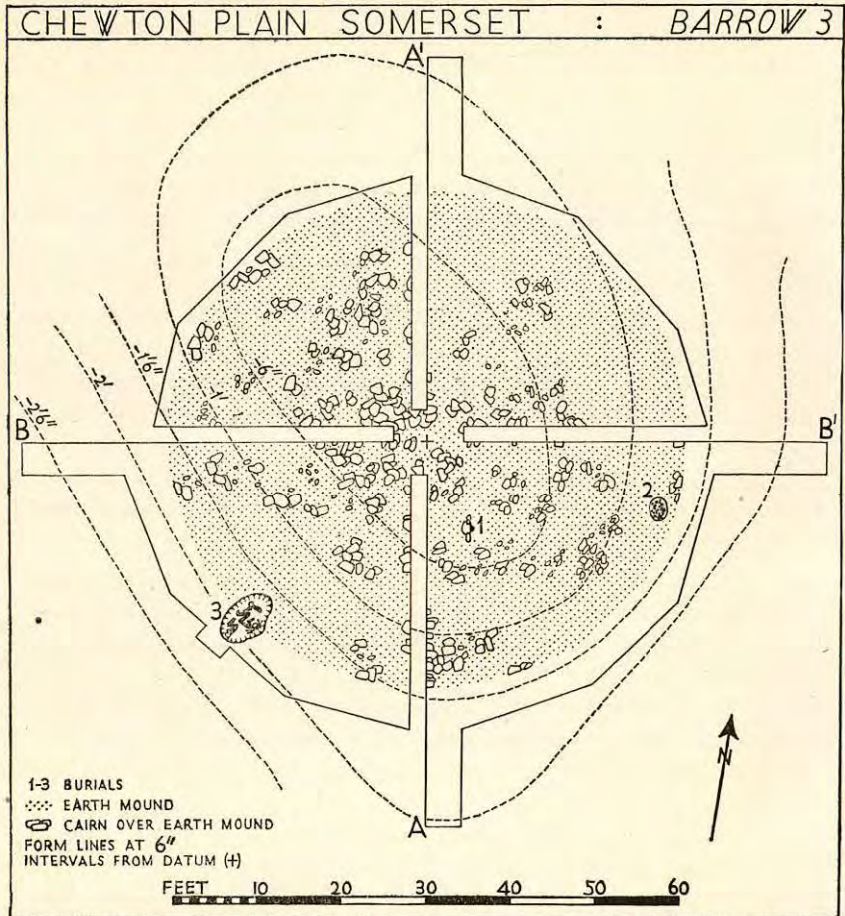 CHEWTON PLAIN SOMERSET : BARROW 3
A'
-6"
-1'
-1'6"
-2'
-2'6"
B
B'
2
1
3
A
N
1-3 BURIALS
EARTH MOUND
CAIRN OVER EARTH MOUND
FORM LINES AT 6"
INTERVALS FROM DATUM (+)
FEET 10 20 30 40 50 60